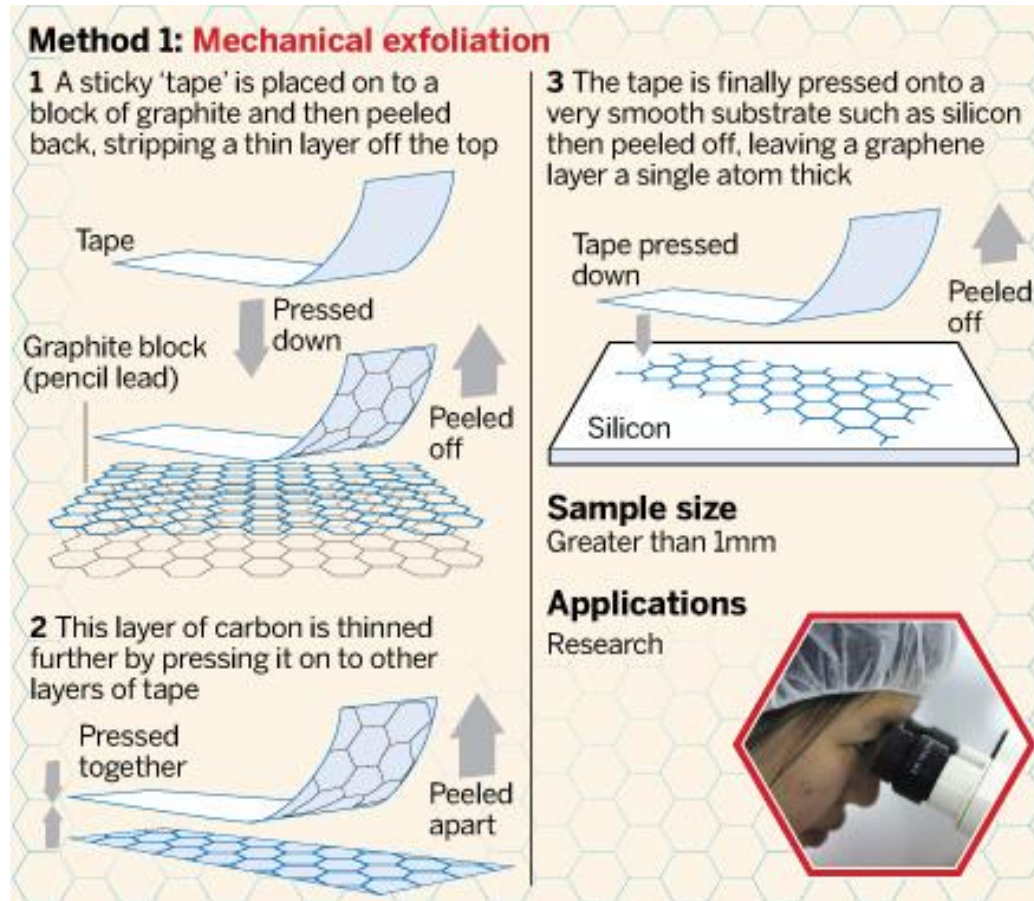 Method 1: Mechanical exfoliation
1 A sticky ‘tape’ is placed on to a
block of graphite and then peeled
back, stripping a thin layer off the top
Tape
Pressed
down
Graphite block
(pencil lead)
Peeled
off
2 This layer of carbon is thinned
further by pressing it on to other
layers of tape
Pressed
together
Peeled
apart
3 The tape is finally pressed onto a
very smooth substrate such as silicon
then peeled off, leaving a graphene
layer a single atom thick
Tape pressed
down
Peeled
off
Silicon
Sample size
Greater than 1mm
Applications
Research